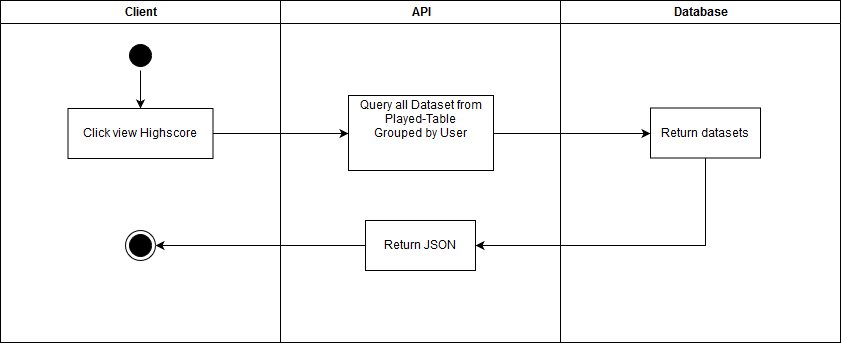 Client
API
Database
Click view Highscore
Query all Dataset from
Played-Table
Grouped by User
Return datasets
Return JSON